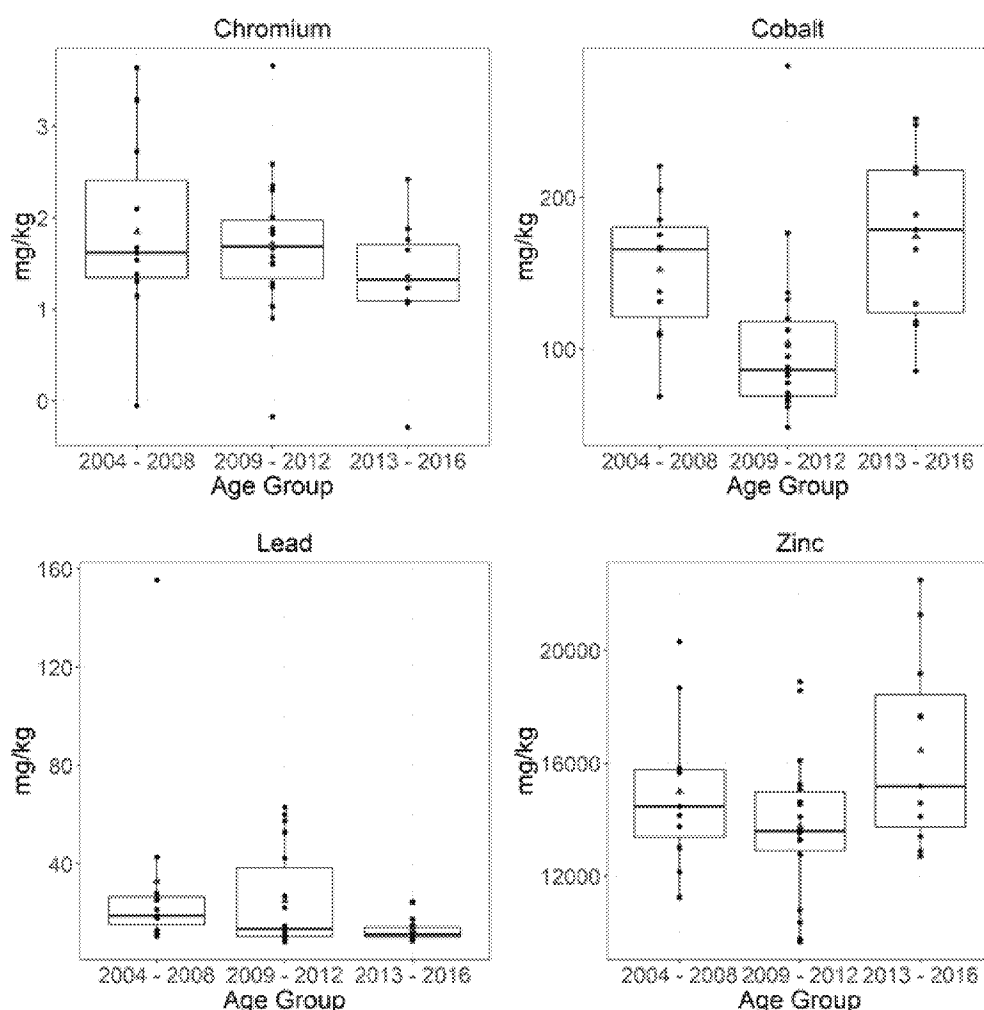 Chromium
mg/kg
3
2
1
0
2004 - 2008 2009 - 2012 2013 - 2016
Age Group
Cobalt
mg/kg
200
100
2004 - 2008 2009 - 2012 2013 - 2016
Age Group
Lead
mg/kg
160
120
80
40
2004 - 2008 2009 - 2012 2013 - 2016
Age Group
Zinc
mg/kg
20000
16000
12000
2004 - 2008 2009 - 2012 2013 - 2016
Age Group